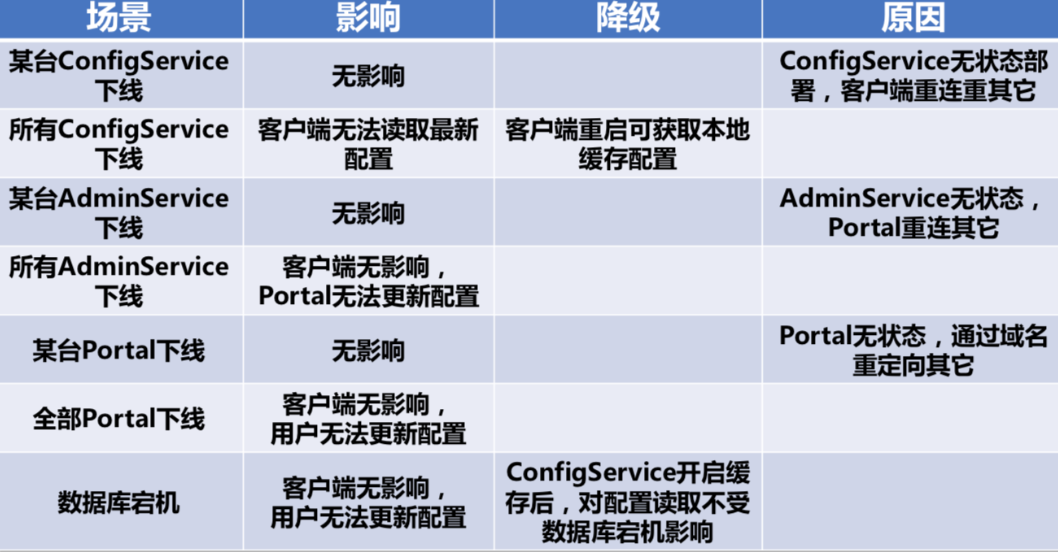 场景 影响 降级 原因
某台ConfigService
下线
无影响
ConfigService无状态部
署，客户端重连重其它
所有ConfigService
下线
客户端无法读取最新
配置
客户端重启可获取本地
缓存配置
某台AdminService
下线
无影响
AdminService无状态，
Portal重连其它
所有AdminService
下线
客户端无影响，
Portal无法更新配置
某台Portal下线
无影响
Portal无状态，通过域名
重定向其它
全部Portal下线
客户端无影响，
用户无法更新配置
数据库宕机
客户端无影响，
用户无法更新配置
ConfigService开启缓
存后，对配置读取不受
数据库宕机影响